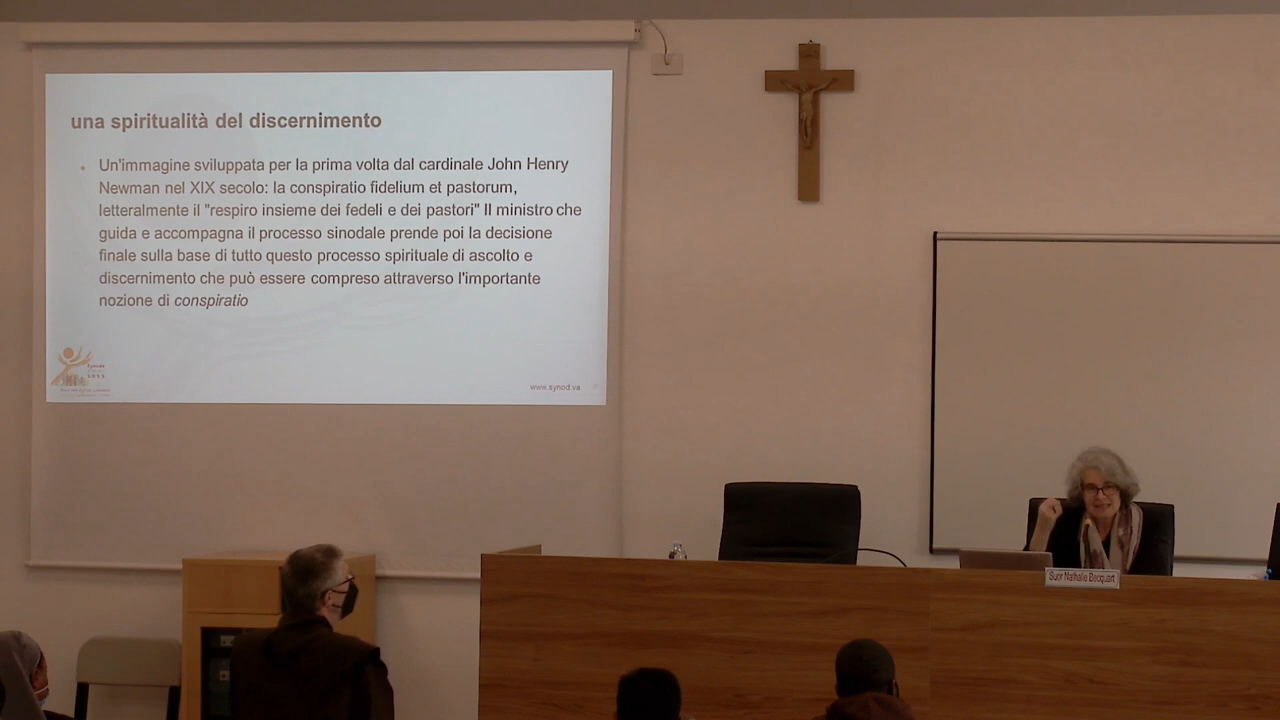 una spiritualità del discernimento
Un'immagine sviluppata per la prima volta dal cardinale John Henry
Newman nel XIX secolo: la conspiratio fidelium et pastorum,
letteralmente il "respiro insieme dei fedeli e dei pastori" Il ministro che
guida e accompagna il processo sinodale prende poi la decisione
finale sulla base di tutto questo processo spirituale di ascolto e
discernimento che può essere compreso attraverso l'importante
nozione di conspiratio
www.synod.va
Suor Nathalie Becquart